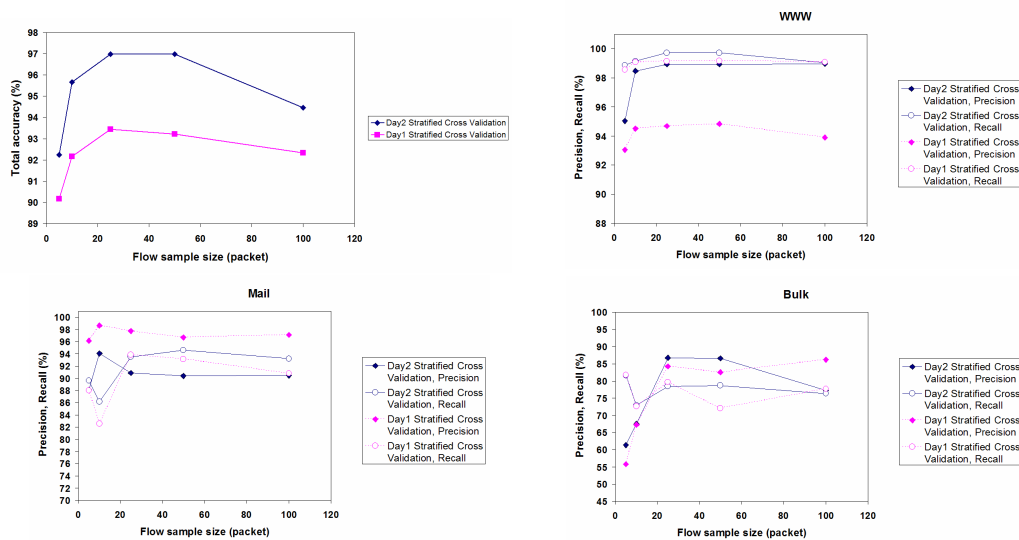 98
97
96
95
94
93
92
91
90
89
Total accuracy (%)
0 20 40 60 80 100 120
Flow sample size (packet)
Day2 Stratified Cross Validation
Day1 Stratified Cross Validation
WWW
100
98
96
94
92
90
88
Precision, Recall (%)
0 20 40 60 80 100 120
Flow sample size (packet)
Day2 Stratified Cross
Validation, Precision
Day2 Stratified Cross
Validation, Recall
Day1 Stratified Cross
Validation, Precision
Day1 Stratified Cross
Validation, Recall
Mail
100
98
96
94
92
90
88
86
84
82
80
78
76
74
72
70
Precision, Recall (%)
0 20 40 60 80 100 120
Flow sample size (packet)
Day2 Stratified Cross
Validation, Precision
Day2 Stratified Cross
Validation, Recall
Day1 Stratified Cross
Validation, Precision
Day1 Stratified Cross
Validation, Recall
Bulk
100
95
90
85
80
75
70
65
60
55
50
45
Precision, Recall (%)
0 20 40 60 80 100 120
Flow sample size (packet)
Day2 Stratified Cross
Validation, Precision
Day2 Stratified Cross
Validation, Recall
Day1 Stratified Cross
Validation, Precision
Day1 Stratified Cross
Validation, Recall